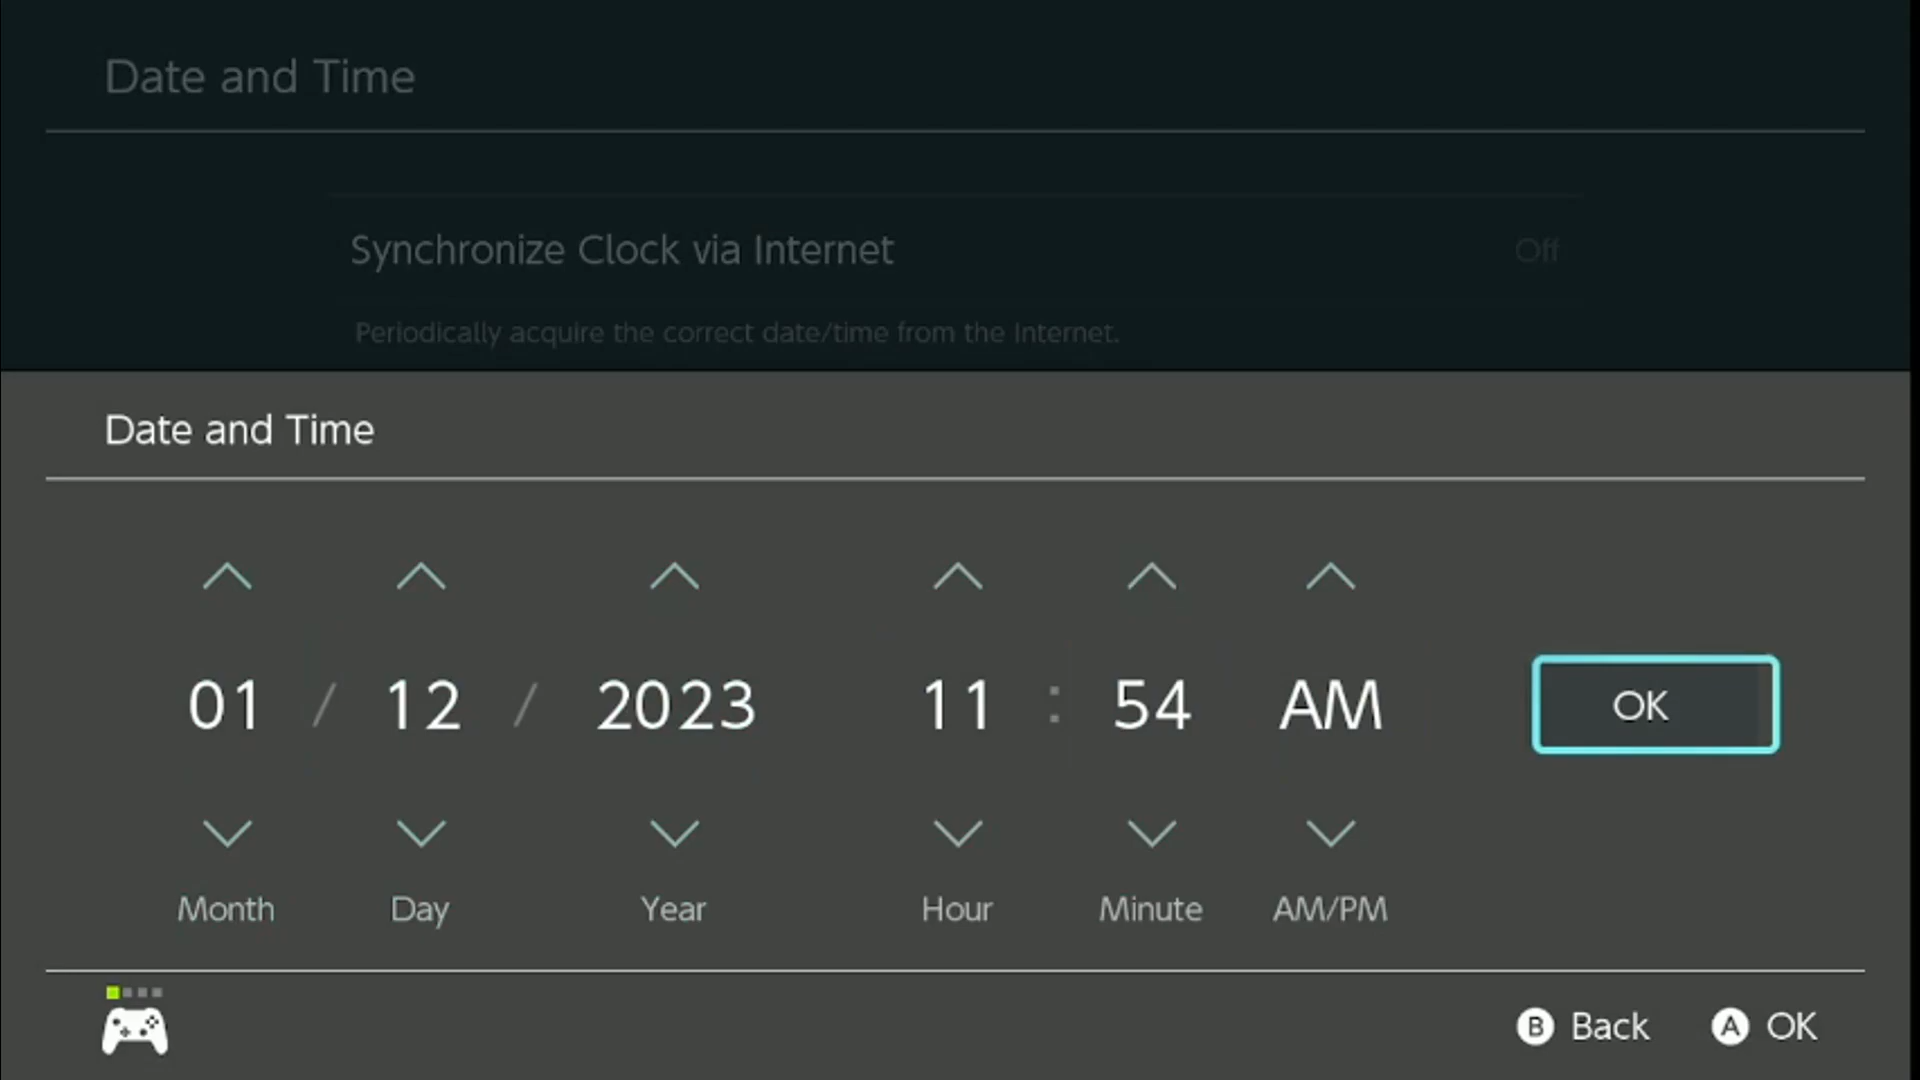 Date and Time
Synchronize Clock via Internet Off
Periodically acquire the correct date/time from the Internet.
Date and Time
01 / 12 / 2023 11 : 54 AM OK
Month Day Year Hour Minute AM/PM
B Back A OK